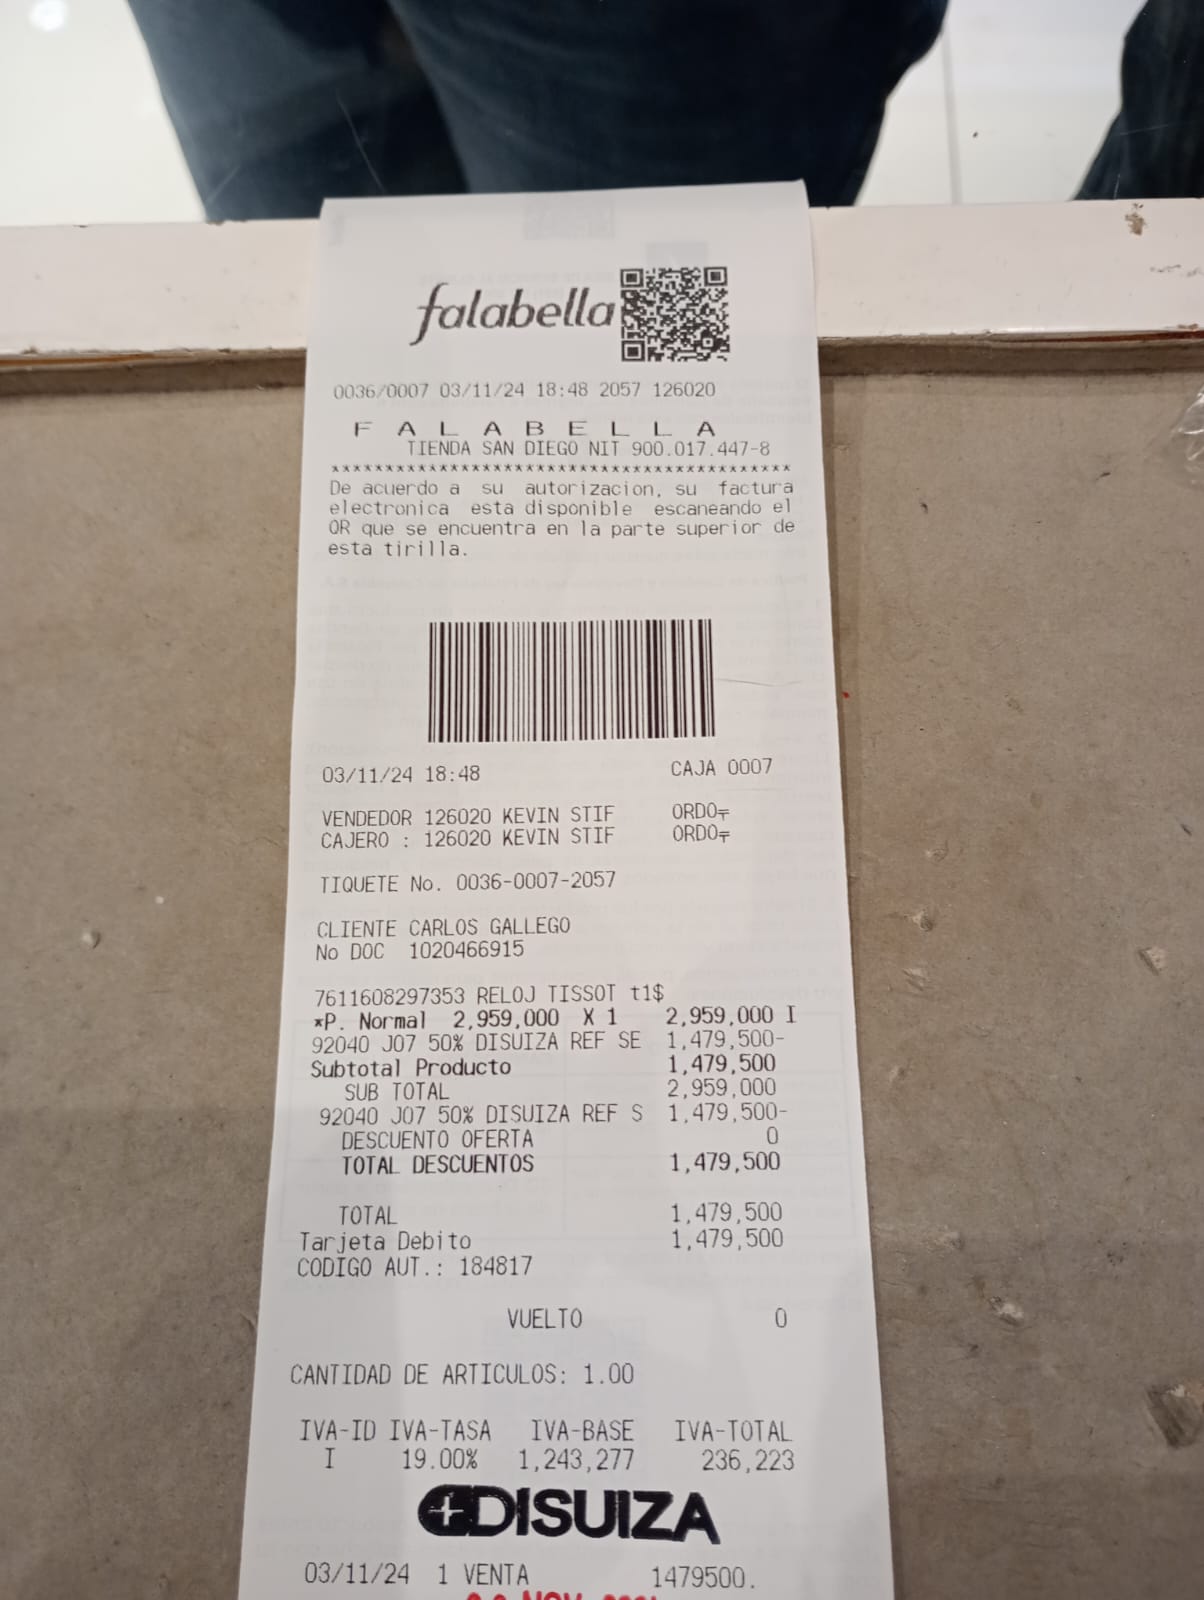 falabella
0036/0007 03/11/24 18:48 2057 126020
F A L A B E L L A
TIENDA SAN DIEGO NIT 900.017.447-8
*******************************************
De acuerdo a su autorizacion, su factura
electronica esta disponible escaneando el
QR que se encuentra en la parte superior de
esta tirilla.
03/11/24 18:48 CAJA 0007
VENDEDOR 126020 KEVIN STIF ORDO
CAJERO : 126020 KEVIN STIF ORDO
TIQUETE No. 0036-0007-2057
CLIENTE CARLOS GALLEGO
No DOC 1020466915
7611608297353 RELOJ TISSOT t1$
*P. Normal 2,959,000 X 1 2,959,000 I
92040 J07 50% DISUIZA REF SE 1,479,500-
Subtotal Producto 1,479,500
SUB TOTAL 2,959,000
92040 J07 50% DISUIZA REF S 1,479,500-
DESCUENTO OFERTA 0
TOTAL DESCUENTOS 1,479,500
TOTAL 1,479,500
Tarjeta Debito 1,479,500
CODIGO AUT.: 184817
VUELTO 0
CANTIDAD DE ARTICULOS: 1.00
IVA-ID IVA-TASA IVA-BASE IVA-TOTAL
I 19.00% 1,243,277 236,223
DISUIZA
03/11/24 1 VENTA 1479500.